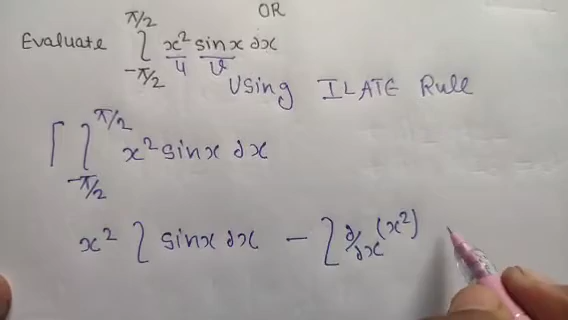 OR
Evaluate ∫_{-π/2}^{π/2} x² sinx dx
u v
Using ILATE Rule
⌈ ∫_{-π/2}^{π/2} x² sinx dx
x² ∫ sinx dx – ∫ d/dx (x²)